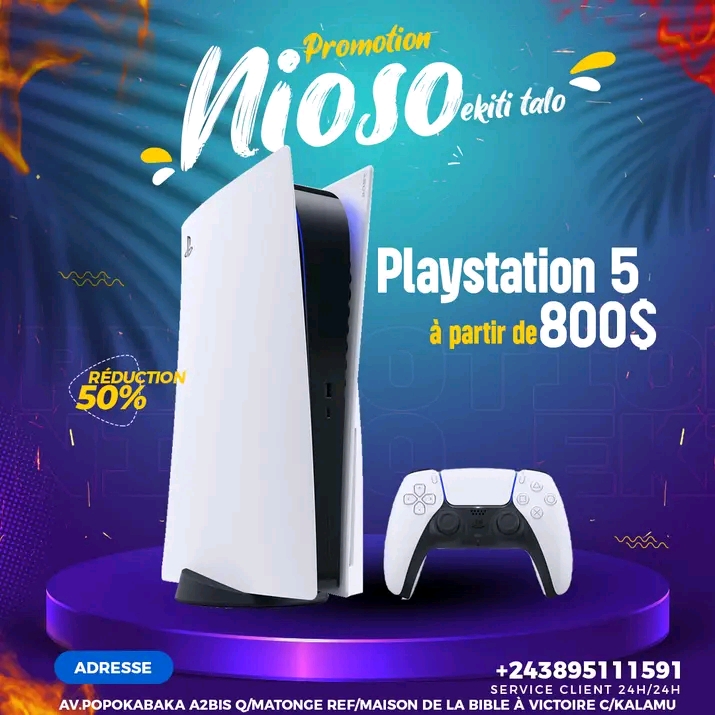 Promotion
Nioso
ekiti talo
Playstation 5
à partir de 800$
RÉDUCTION
50%
ADRESSE
+243895111591
SERVICE CLIENT 24H/24H
AV.POPOKABAKA A2BIS Q/MATONGE REF/MAISON DE LA BIBLE À VICTOIRE C/KALAMU